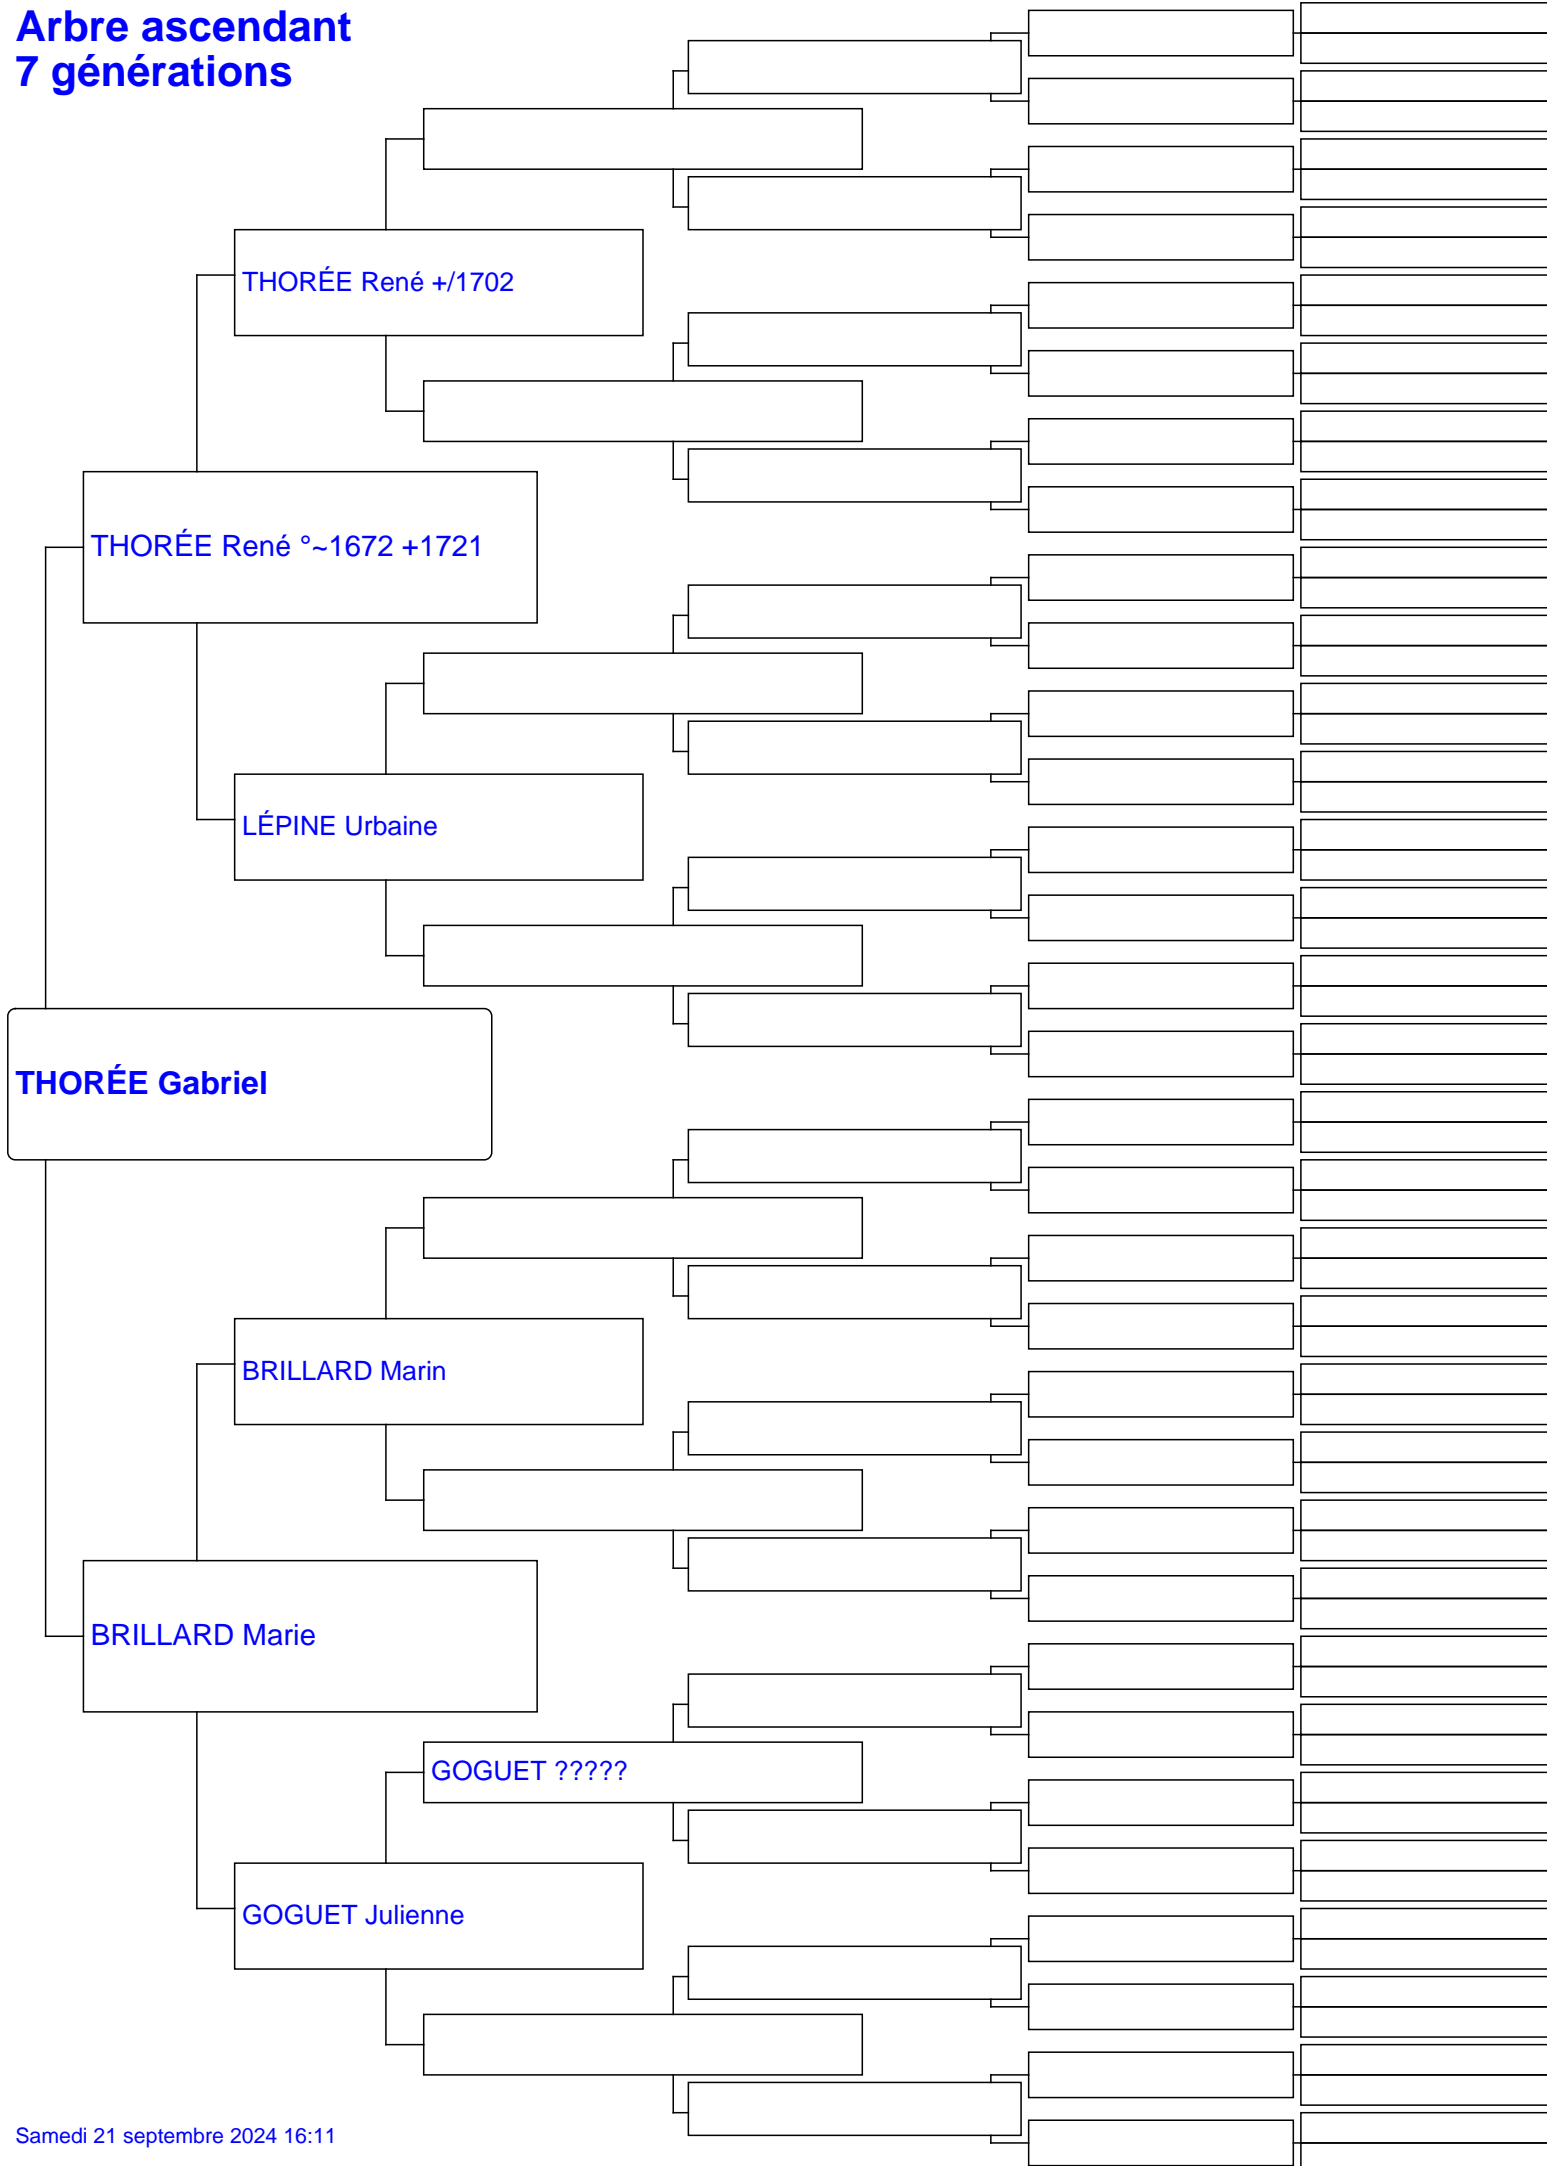 Arbre ascendant
7 générations
THORÉE René +/1702
THORÉE René °~1672 +1721
LÉPINE Urbaine
THORÉE Gabriel
BRILLARD Marin
BRILLARD Marie
GOGUET ?????
GOGUET Julienne
Samedi 21 septembre 2024 16:11